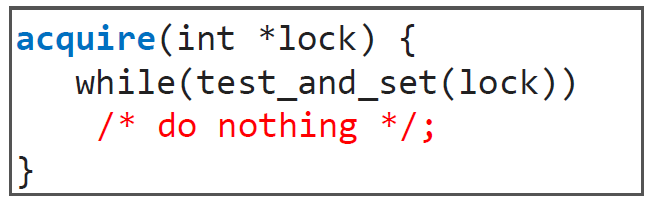 acquire(int *lock) {
while(test_and_set(lock))
/* do nothing */;
}